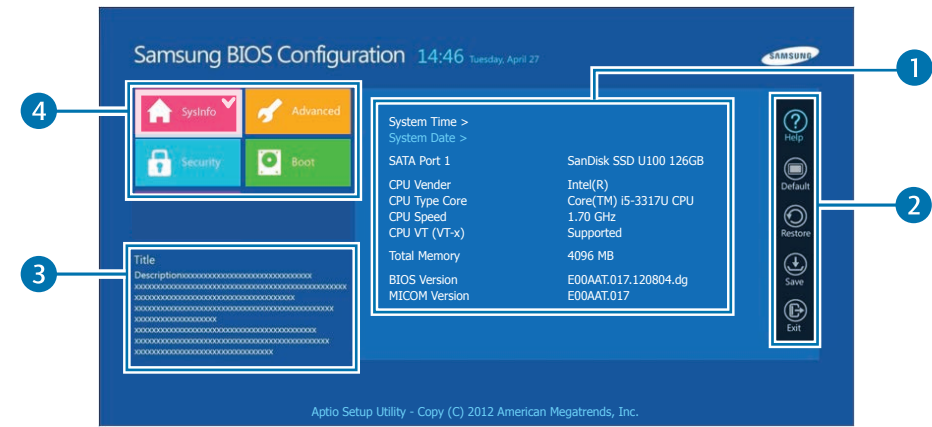 Samsung BIOS Configuration 14:46 Tuesday, April 27
SAMSUNG
1
4
SysInfo
Advanced
Security
Boot
System Time >
System Date >
SATA Port 1 SanDisk SSD U100 126GB
CPU Vender Intel(R)
CPU Type Core Core(TM) i5-3317U CPU
CPU Speed 1.70 GHz
CPU VT (VT-x) Supported
Total Memory 4096 MB
BIOS Version E00AAT.017.120804.dg
MICOM Version E00AAT.017
Help
Default
Restore
Save
Exit
2
3
Title
Description
Aptio Setup Utility - Copy (C) 2012 American Megatrends, Inc.